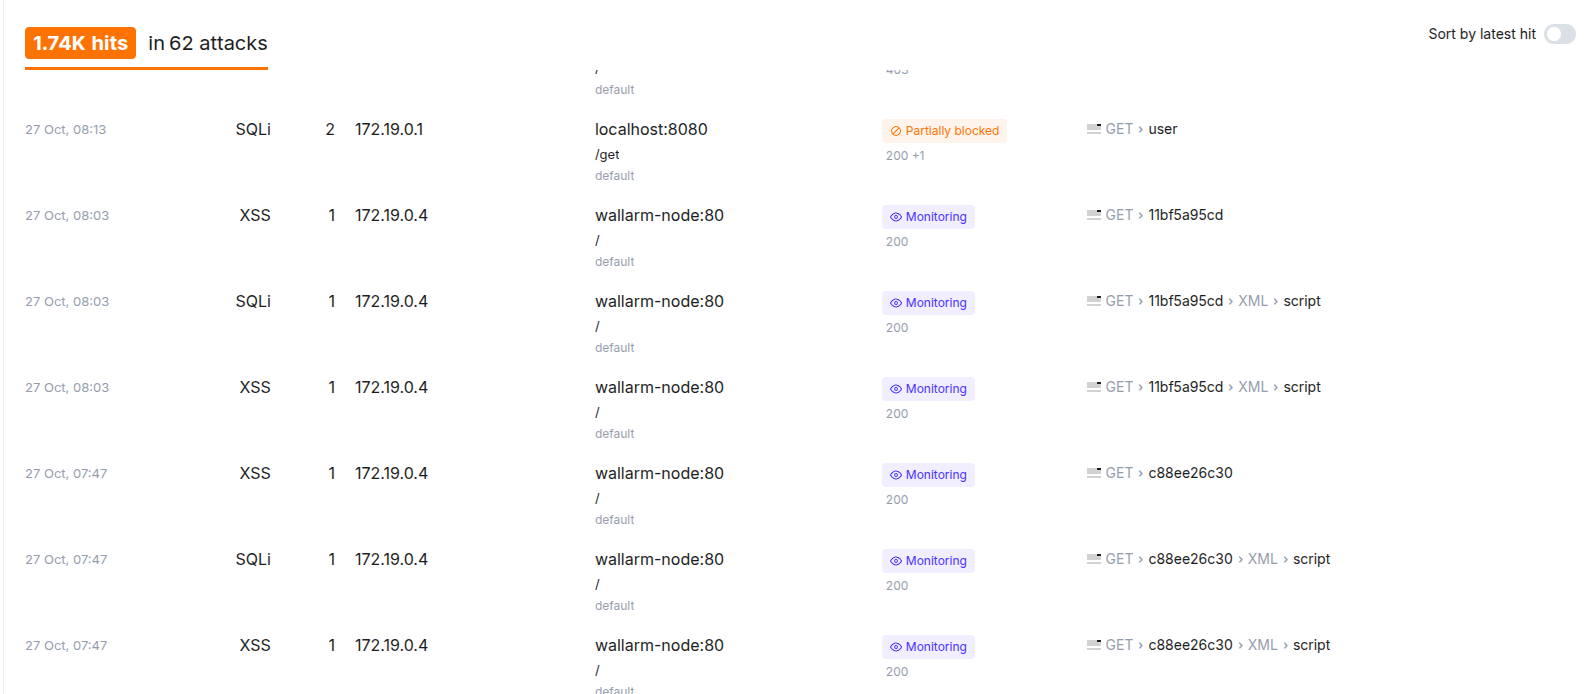 1.74K hits in 62 attacks
Sort by latest hit
/
default
27 Oct, 08:13 SQLi 2 172.19.0.1 localhost:8080 Partially blocked GET › user
/get 200 +1
default
27 Oct, 08:03 XSS 1 172.19.0.4 wallarm-node:80 Monitoring GET › 11bf5a95cd
/ 200
default
27 Oct, 08:03 SQLi 1 172.19.0.4 wallarm-node:80 Monitoring GET › 11bf5a95cd › XML › script
/ 200
default
27 Oct, 08:03 XSS 1 172.19.0.4 wallarm-node:80 Monitoring GET › 11bf5a95cd › XML › script
/ 200
default
27 Oct, 07:47 XSS 1 172.19.0.4 wallarm-node:80 Monitoring GET › c88ee26c30
/ 200
default
27 Oct, 07:47 SQLi 1 172.19.0.4 wallarm-node:80 Monitoring GET › c88ee26c30 › XML › script
/ 200
default
27 Oct, 07:47 XSS 1 172.19.0.4 wallarm-node:80 Monitoring GET › c88ee26c30 › XML › script
/ 200
default